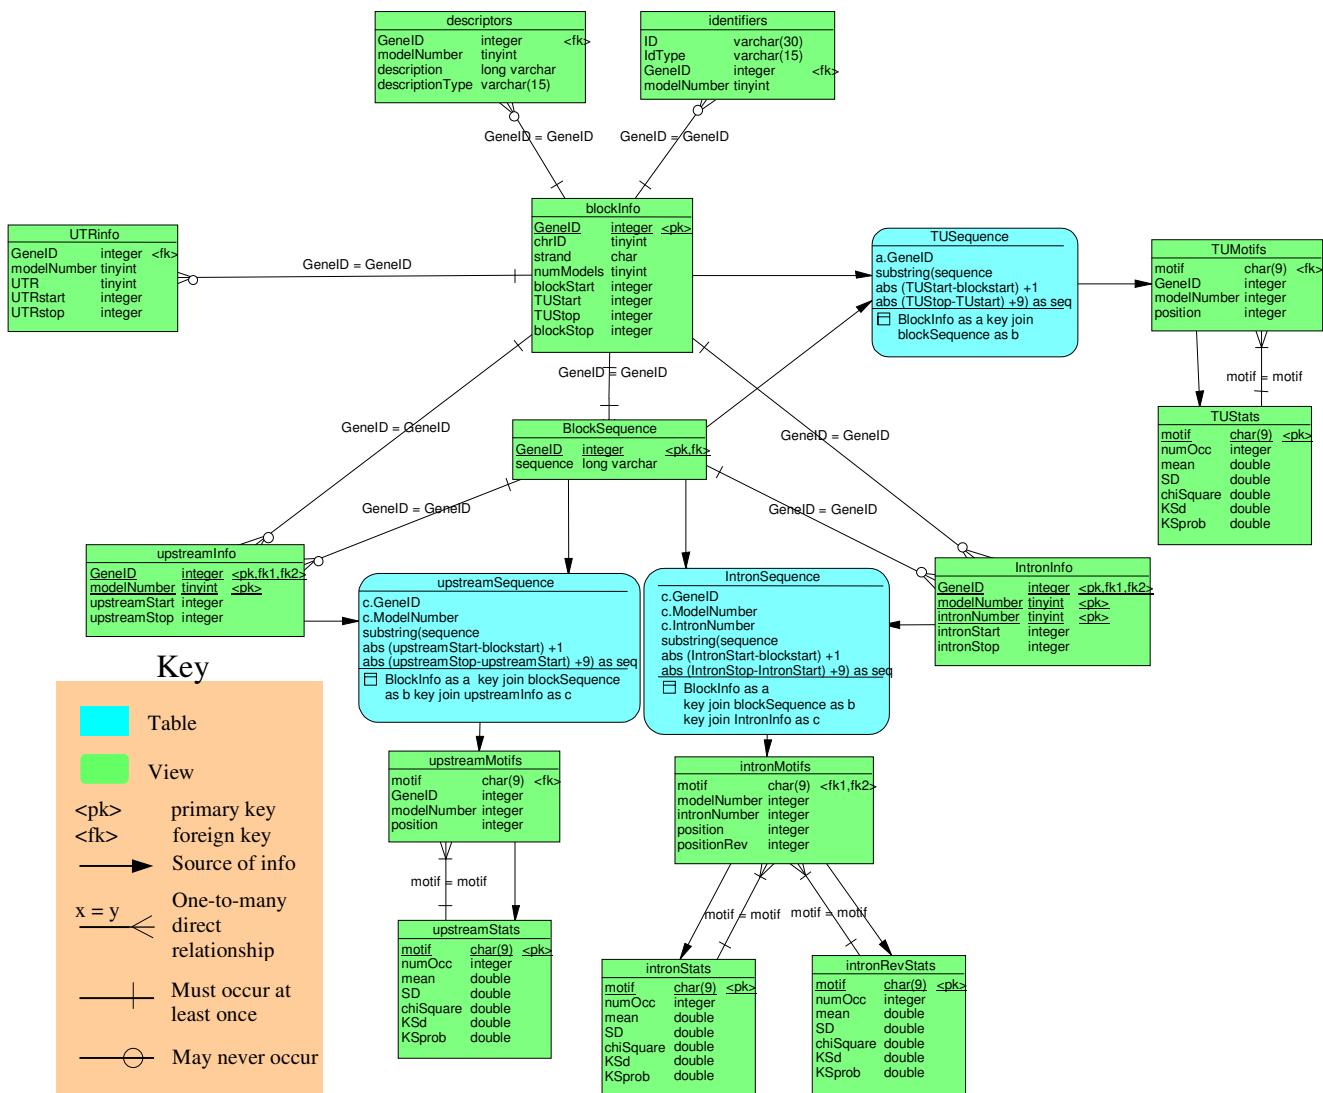 descriptors
GeneID integer <fk>
modelNumber tinyint
description long varchar
descriptionType varchar(15)
identifiers
ID varchar(30)
IdType varchar(15)
GeneID integer <fk>
modelNumber tinyint
GeneID = GeneID
GeneID = GeneID
UTRinfo
GeneID integer <fk>
modelNumber tinyint
UTR tinyint
UTRstart integer
UTRstop integer
GeneID = GeneID
blockInfo
GeneID integer <pk>
chrID tinyint
strand char
numModels tinyint
blockStart integer
TUStart integer
TUStop integer
blockStop integer
TUSequence
a.GeneID
substring(sequence
abs (TUStart-blockstart) +1
abs (TUStop-TUstart) +9) as seq
BlockInfo as a key join
blockSequence as b
TUMotifs
motif char(9) <fk>
GeneID integer
modelNumber integer
position integer
motif = motif
TUStats
motif char(9) <pk>
numOcc integer
mean double
SD double
chiSquare double
KSd double
KSprob double
GeneID = GeneID
GeneID = GeneID
GeneID = GeneID
BlockSequence
GeneID integer <pk,fk>
sequence long varchar
GeneID = GeneID
GeneID = GeneID
upstreamInfo
GeneID integer <pk,fk1,fk2>
modelNumber tinyint <pk>
upstreamStart integer
upstreamStop integer
upstreamSequence
c.GeneID
c.ModelNumber
substring(sequence
abs (upstreamStart-blockstart) +1
abs (upstreamStop-upstreamStart) +9) as seq
BlockInfo as a key join blockSequence
as b key join upstreamInfo as c
IntronSequence
c.GeneID
c.ModelNumber
c.IntronNumber
substring(sequence
abs (IntronStart-blockstart) +1
abs (IntronStop-IntronStart) +9) as seq
BlockInfo as a
key join blockSequence as b
key join IntronInfo as c
IntronInfo
GeneID integer <pk,fk1,fk2>
modelNumber tinyint <pk>
intronNumber tinyint <pk>
intronStart integer
intronStop integer
Key
Table
View
<pk> primary key
<fk> foreign key
Source of info
x = y One-to-many
direct
relationship
Must occur at
least once
May never occur
upstreamMotifs
motif char(9) <fk>
GeneID integer
modelNumber integer
position integer
motif = motif
upstreamStats
motif char(9) <pk>
numOcc integer
mean double
SD double
chiSquare double
KSd double
KSprob double
intronMotifs
motif char(9) <fk1,fk2>
modelNumber integer
intronNumber integer
position integer
positionRev integer
motif = motif
motif = motif
intronStats
motif char(9) <pk>
numOcc integer
mean double
SD double
chiSquare double
KSd double
KSprob double
intronRevStats
motif char(9) <pk>
numOcc integer
mean double
SD double
chiSquare double
KSd double
KSprob double